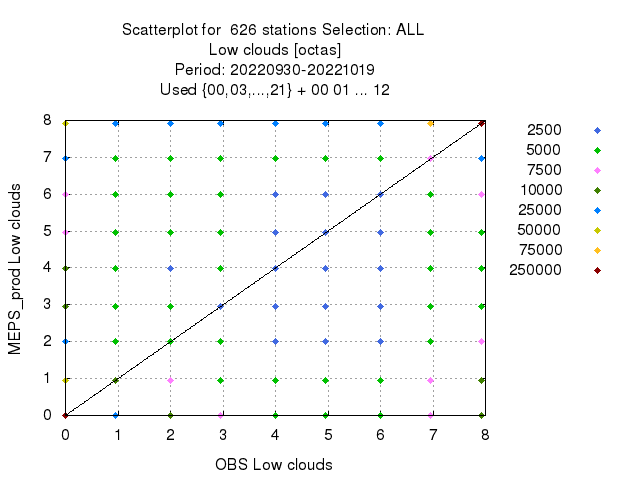 Scatterplot for  626 stations Selection: ALL
Low clouds [octas]
Period: 20220930-20221019
Used {00,03,...,21} + 00 01 ... 12
8
7
6
5
4
3
2
1
0
MEPS_prod Low clouds
0 1 2 3 4 5 6 7 8
OBS Low clouds
2500
5000
7500
10000
25000
50000
75000
250000